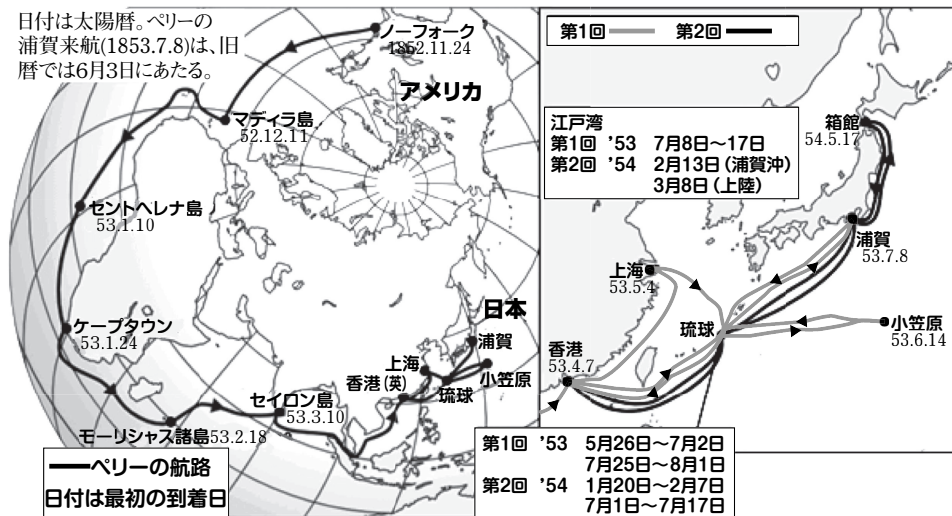 日付は太陽暦。ペリーの
浦賀来航(1853.7.8)は、旧
暦では6月3日にあたる。
ノーフォーク
1852.11.24
アメリカ
マディラ島
52.12.11
セントヘレナ島
53.1.10
ケープタウン
53.1.24
モーリシャス諸島53.2.18
セイロン島
53.3.10
香港(英)
上海
琉球
小笠原
浦賀
日本
ペリーの航路
日付は最初の到着日
第1回 第2回
江戸湾
第1回 '53 7月8日〜17日
第2回 '54 2月13日(浦賀沖)
3月8日(上陸)
箱館
54.5.17
浦賀
53.7.8
上海
53.5.4
琉球
小笠原
53.6.14
香港
53.4.7
第1回 '53 5月26日〜7月2日
7月25日〜8月1日
第2回 '54 1月20日〜2月7日
7月1日〜7月17日